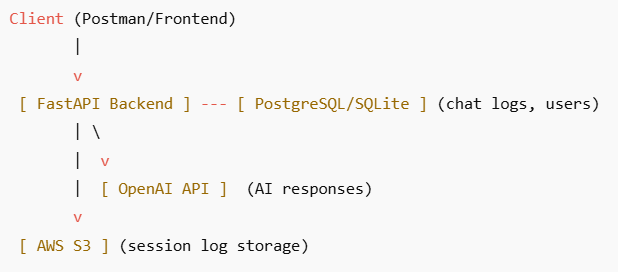 Client (Postman/Frontend)
|
v
[ FastAPI Backend ] --- [ PostgreSQL/SQLite ] (chat logs, users)
| \
| v
| [ OpenAI API ] (AI responses)
v
[ AWS S3 ] (session log storage)